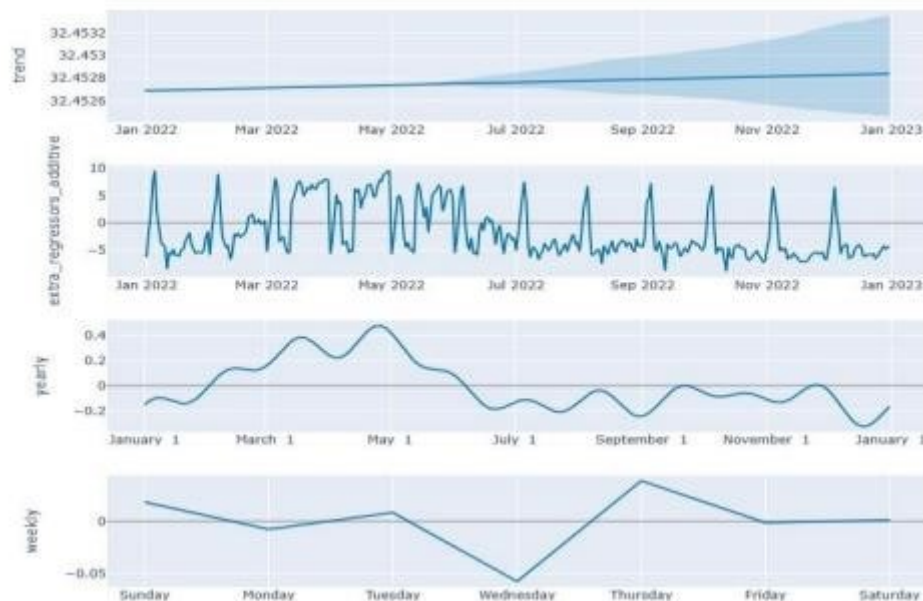 32.4532
32.453
32.4528
32.4526
trend
Jan 2022 Mar 2022 May 2022 Jul 2022 Sep 2022 Nov 2022 Jan 2023
10
5
0
−5
extra_regressors_additive
Jan 2022 Mar 2022 May 2022 Jul 2022 Sep 2022 Nov 2022 Jan 2023
0.4
0.2
0
−0.2
yearly
January 1 March 1 May 1 July 1 September 1 November 1 January 1
0
−0.05
weekly
Sunday Monday Tuesday Wednesday Thursday Friday Saturday